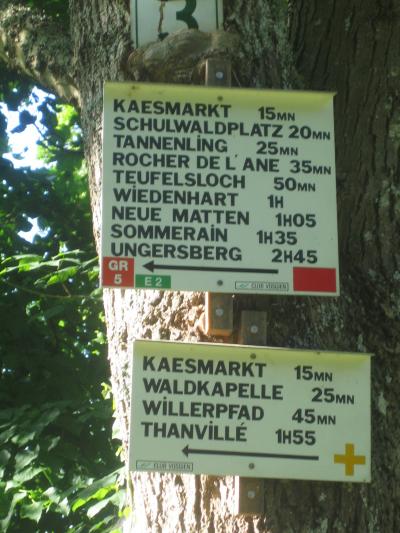 3
KAESMARKT 15MN
SCHULWALDPLATZ 20MN
TANNENLING 25MN
ROCHER DE L'ANE 35MN
TEUFELSLOCH 50MN
WIEDENHART 1H
NEUE MATTEN 1H05
SOMMERAIN 1H35
UNGERSBERG 2H45
GR
5
E 2
CLUB VOSGIEN
KAESMARKT 15MN
WALDKAPELLE 25MN
WILLERPFAD 45MN
THANVILLÉ 1H55
CLUB VOSGIEN